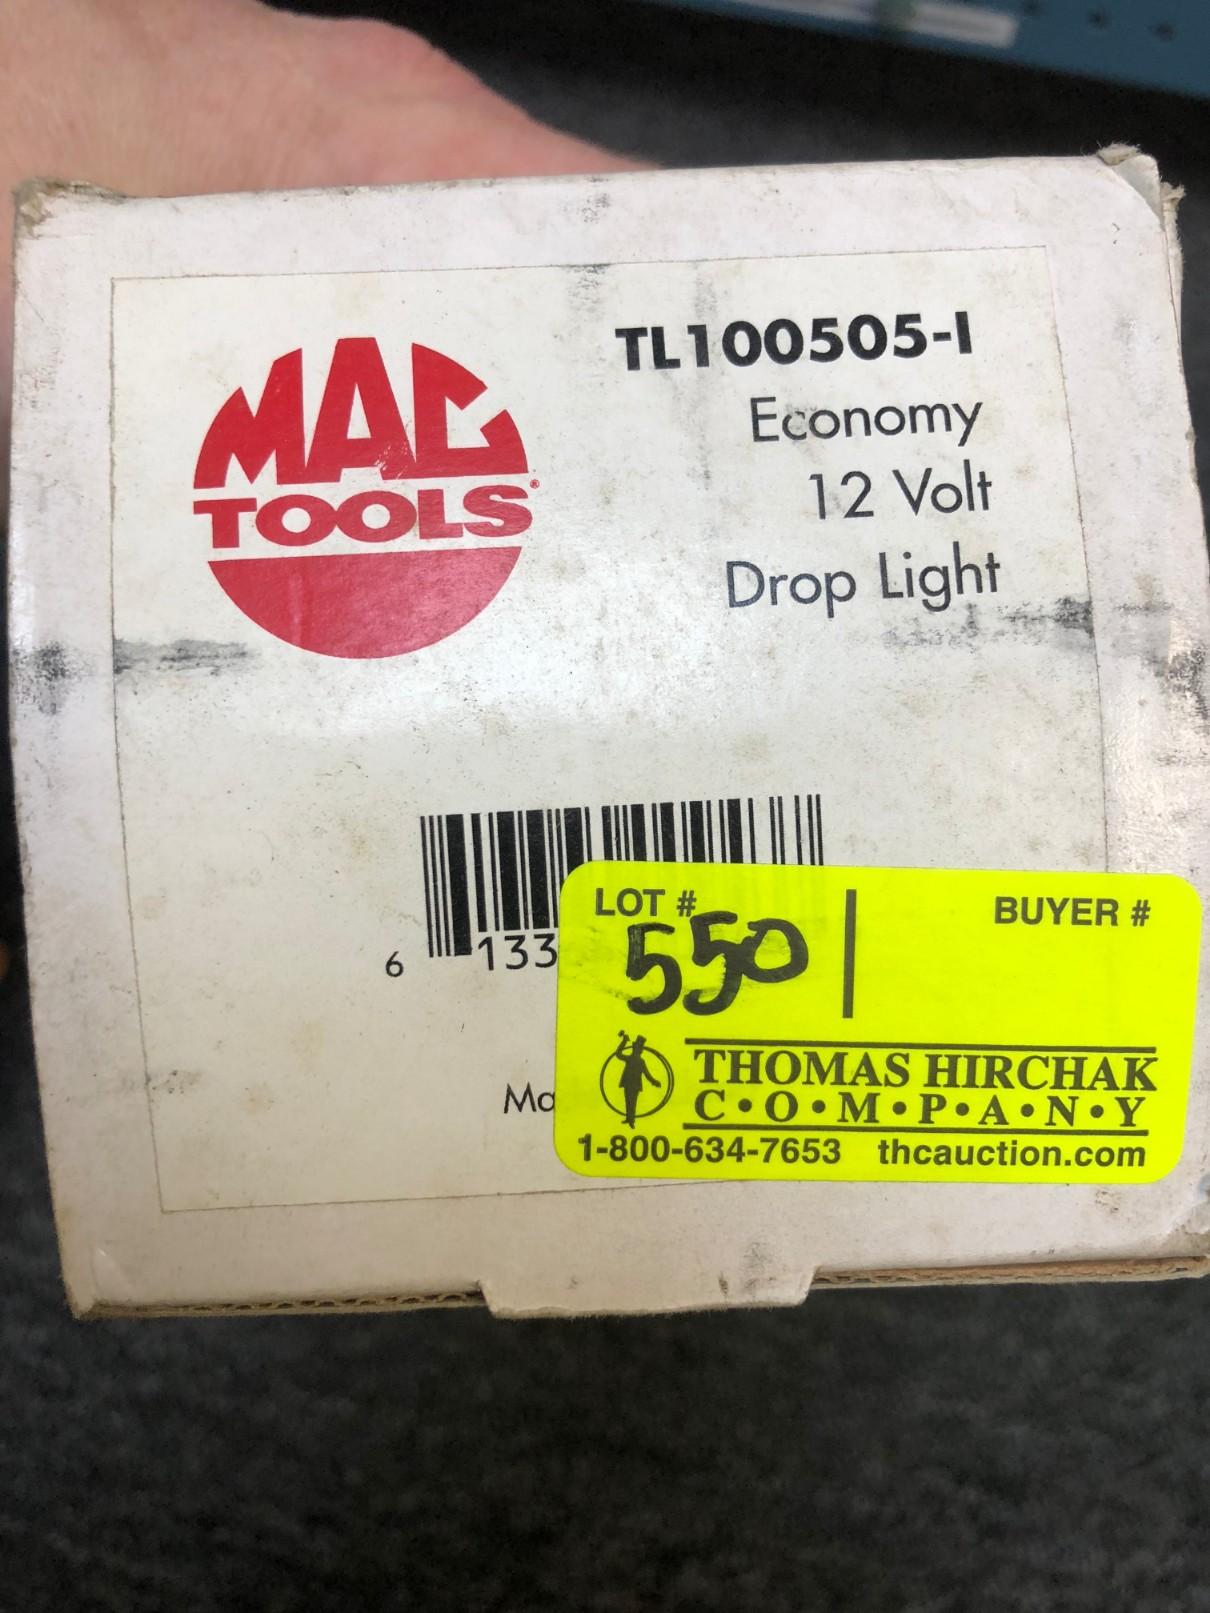 MAC
TOOLS®
TL100505-I
Economy
12 Volt
Drop Light
6 133
LOT #
550
BUYER #
THOMAS HIRCHAK
C•O•M•P•A•N•Y
1-800-634-7653 thcauction.com